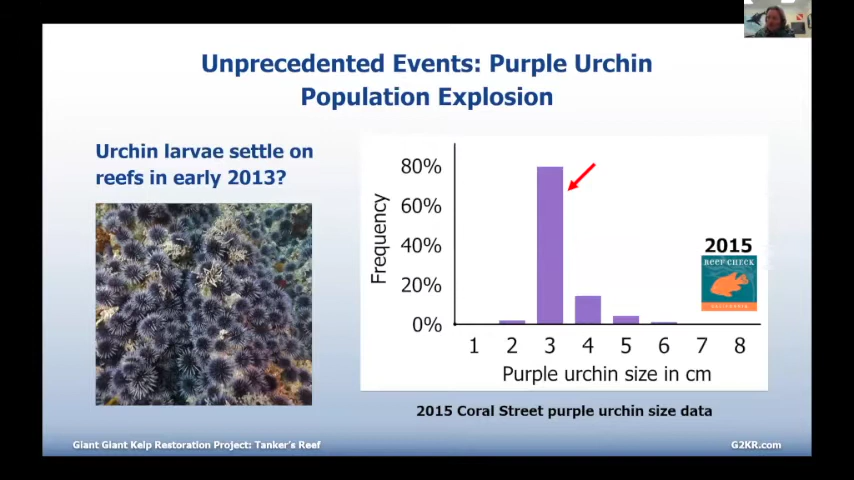 Unprecedented Events: Purple Urchin
Population Explosion
Urchin larvae settle on
reefs in early 2013?
80%
60%
40%
20%
0%
Frequency
1 2 3 4 5 6 7 8
Purple urchin size in cm
2015
REEF CHECK
CALIFORNIA
2015 Coral Street purple urchin size data
Giant Giant Kelp Restoration Project: Tanker's Reef
G2KR.com